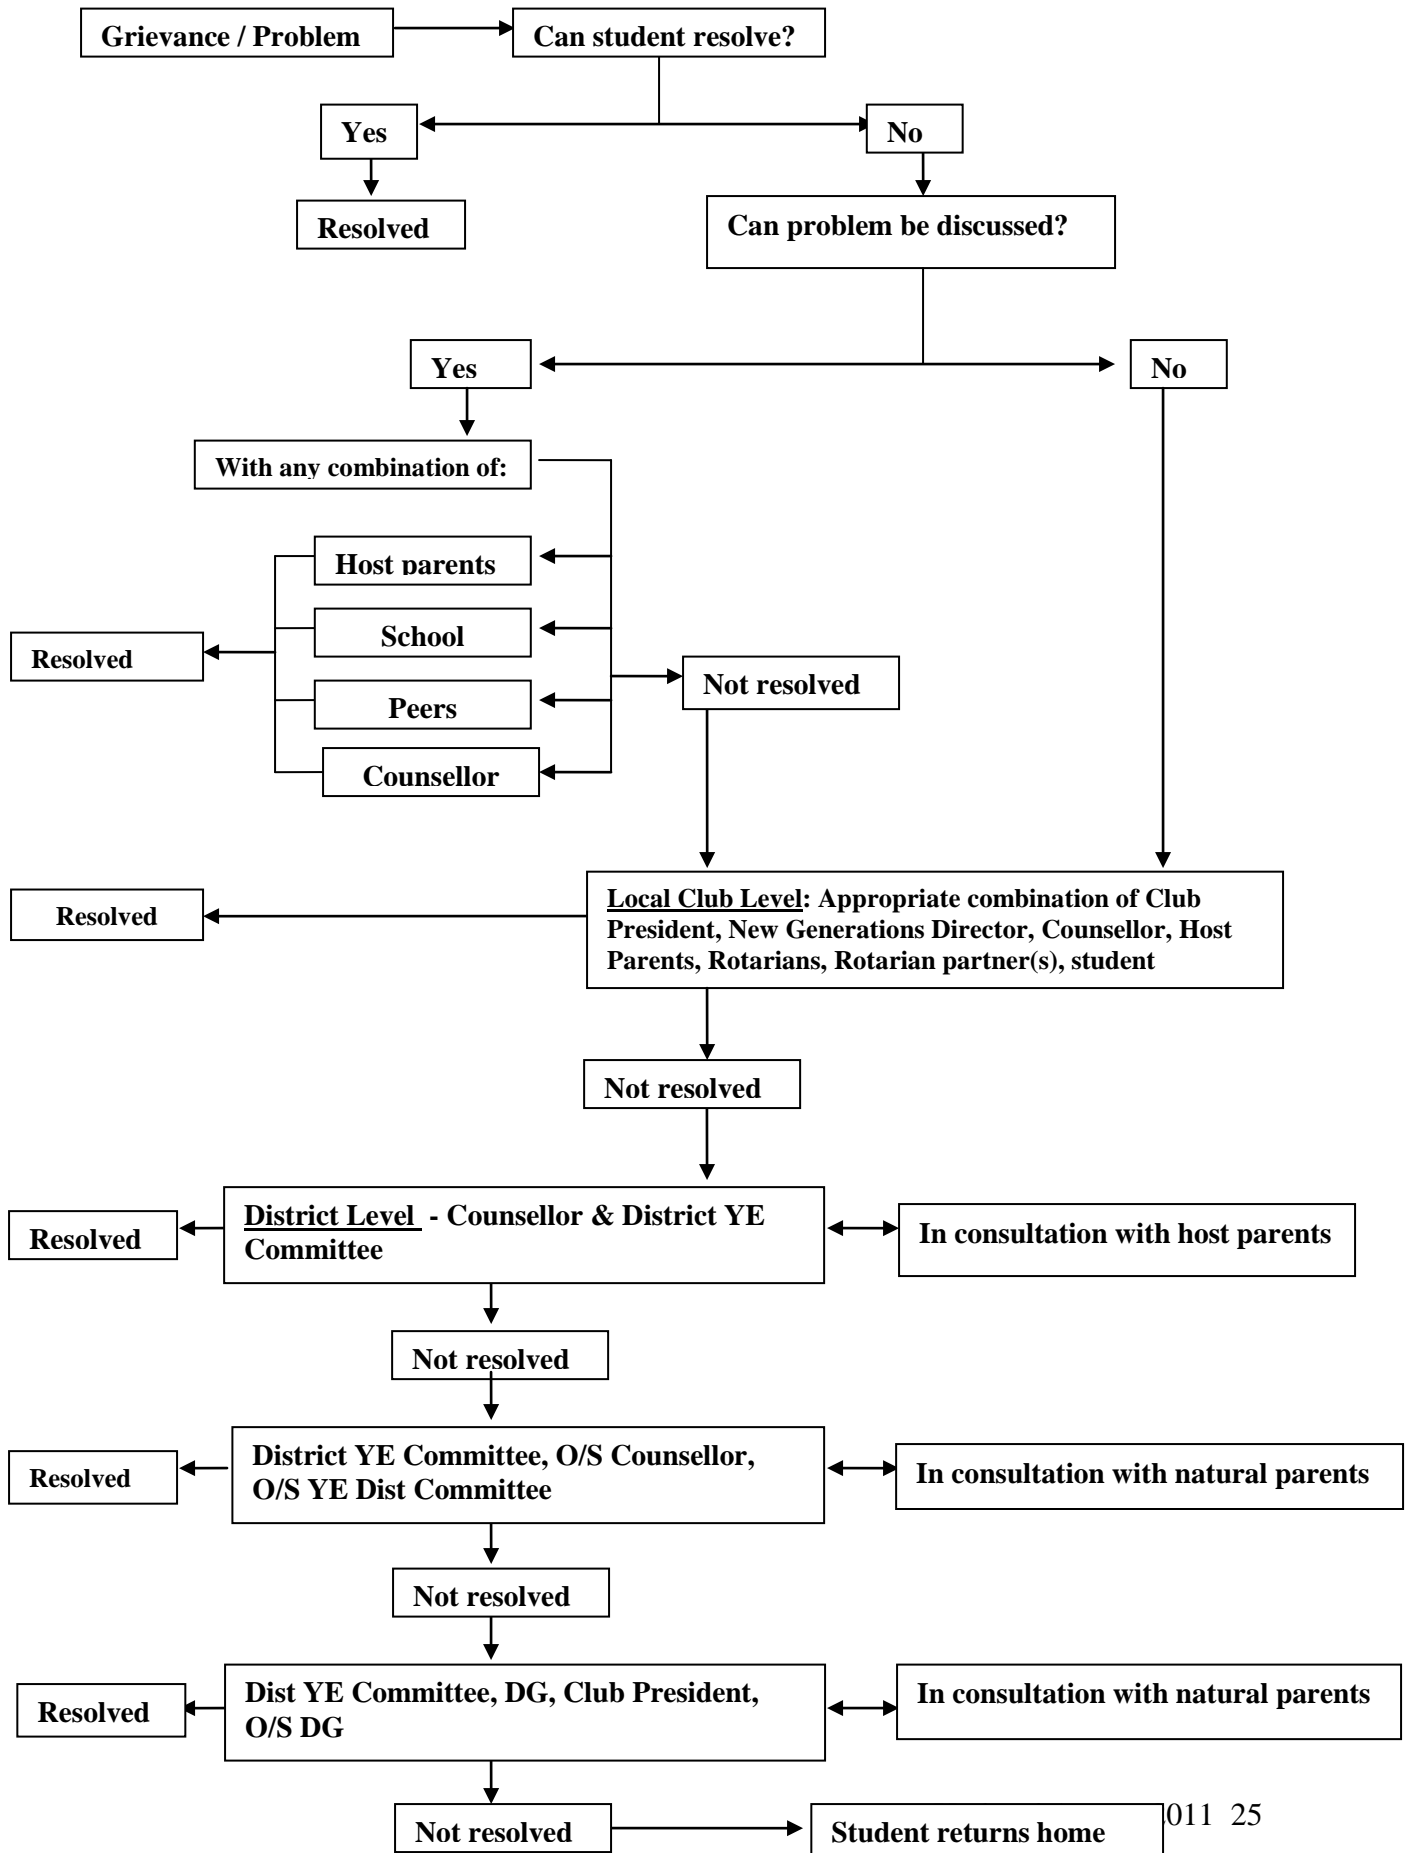 Grievance / Problem
Can student resolve?
Yes
No
Resolved
Can problem be discussed?
Yes
No
With any combination of:
Host parents
School
Resolved
Not resolved
Peers
Counsellor
Local Club Level: Appropriate combination of Club
President, New Generations Director, Counsellor, Host
Parents, Rotarians, Rotarian partner(s), student
Resolved
Not resolved
District Level - Counsellor & District YE
Committee
Resolved
In consultation with host parents
Not resolved
District YE Committee, O/S Counsellor,
O/S YE Dist Committee
Resolved
In consultation with natural parents
Not resolved
Dist YE Committee, DG, Club President,
O/S DG
Resolved
In consultation with natural parents
Not resolved
Student returns home
011 25